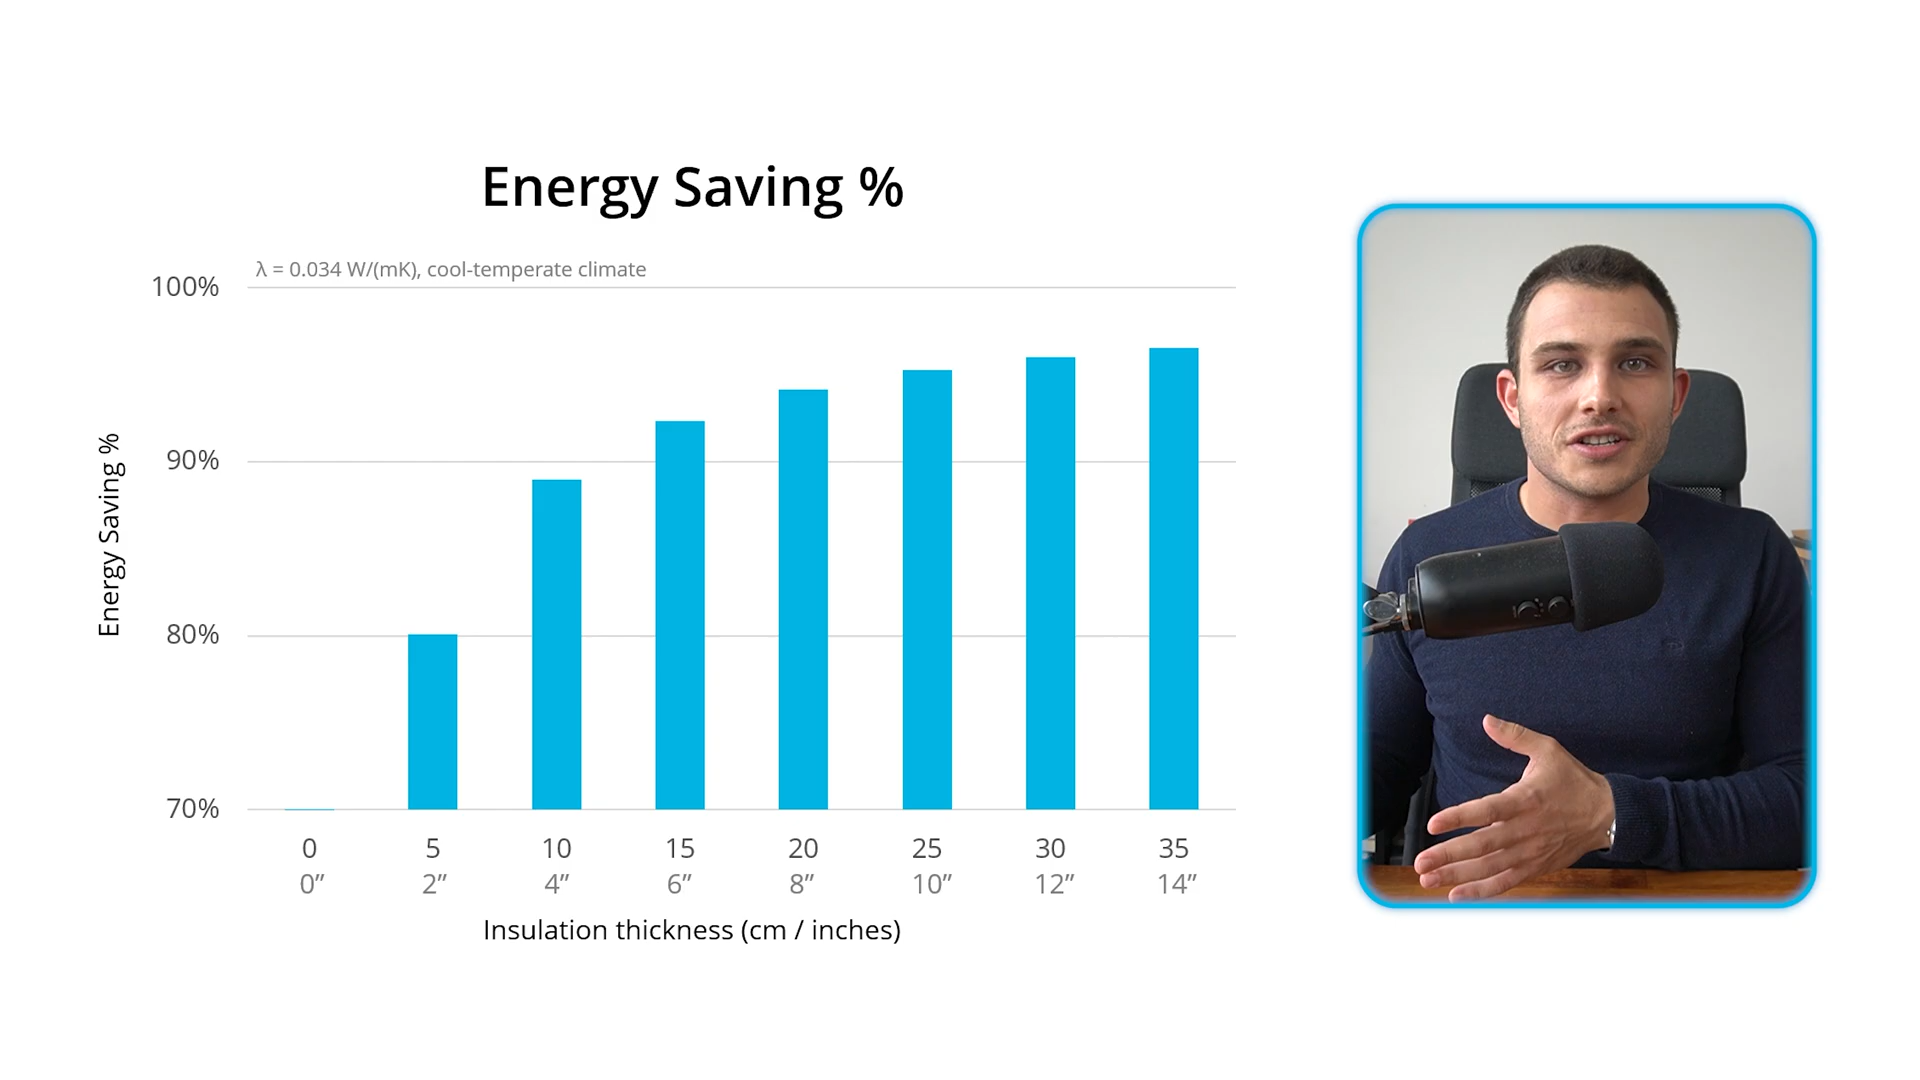 Energy Saving %
λ = 0.034 W/(mK), cool-temperate climate
100%
90%
80%
70%
Energy Saving %
0 5 10 15 20 25 30 35
0” 2” 4” 6” 8” 10” 12” 14”
Insulation thickness (cm / inches)